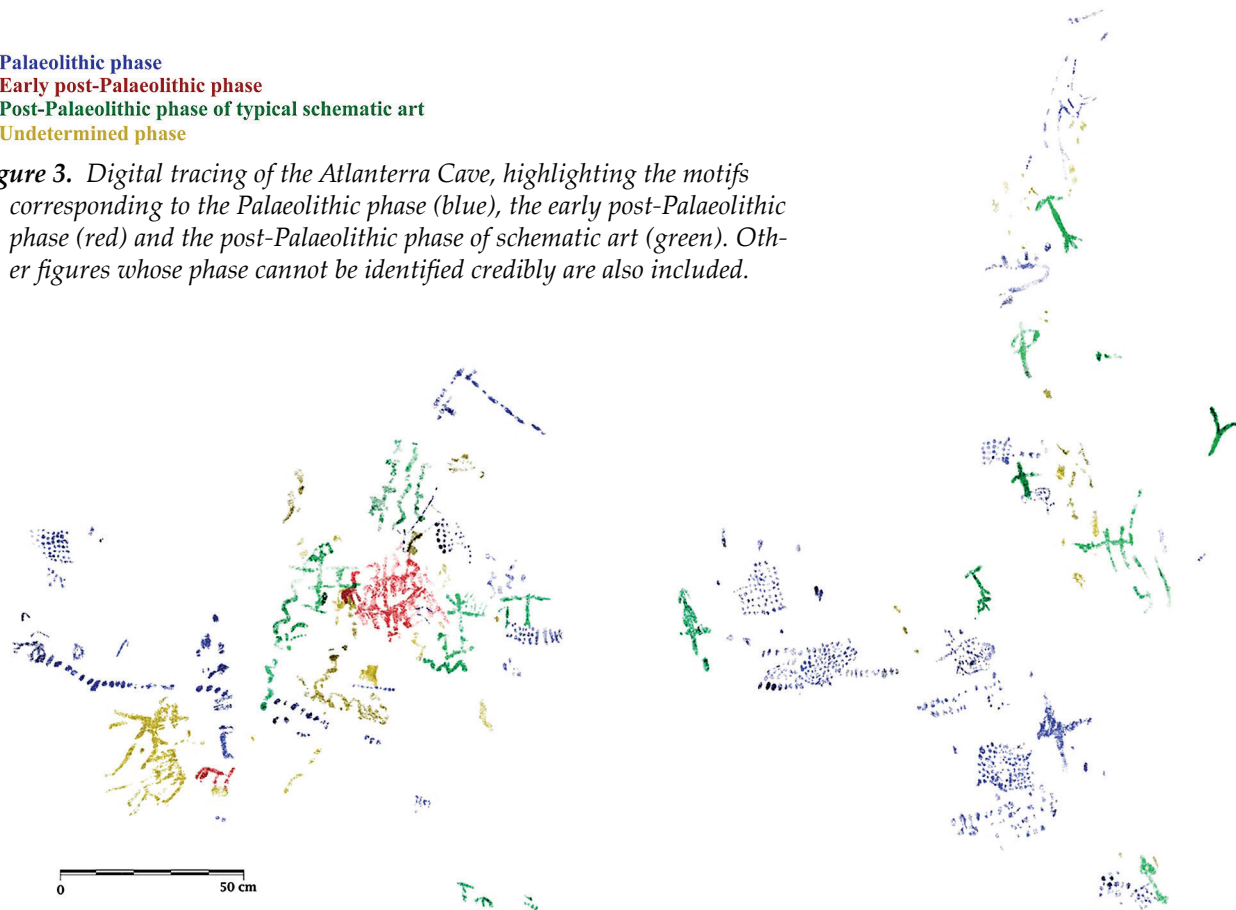 Palaeolithic phase
Early post-Palaeolithic phase
Post-Palaeolithic phase of typical schematic art
Undetermined phase
gure 3. Digital tracing of the Atlanterra Cave, highlighting the motifs
corresponding to the Palaeolithic phase (blue), the early post-Palaeolithic
phase (red) and the post-Palaeolithic phase of schematic art (green). Oth-
er figures whose phase cannot be identified credibly are also included.
0 50 cm